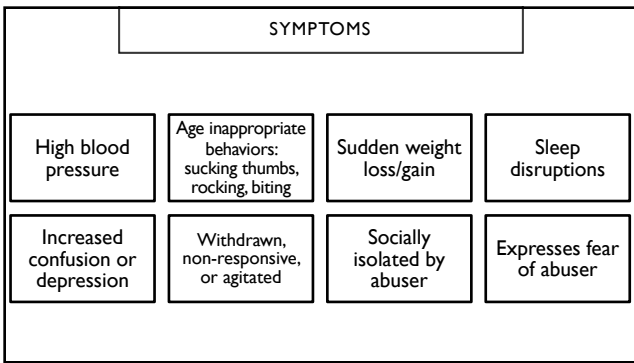 SYMPTOMS
High blood
pressure
Age inappropriate
behaviors:
sucking thumbs,
rocking, biting
Sudden weight
loss/gain
Sleep
disruptions
Increased
confusion or
depression
Withdrawn,
non-responsive,
or agitated
Socially
isolated by
abuser
Expresses fear
of abuser